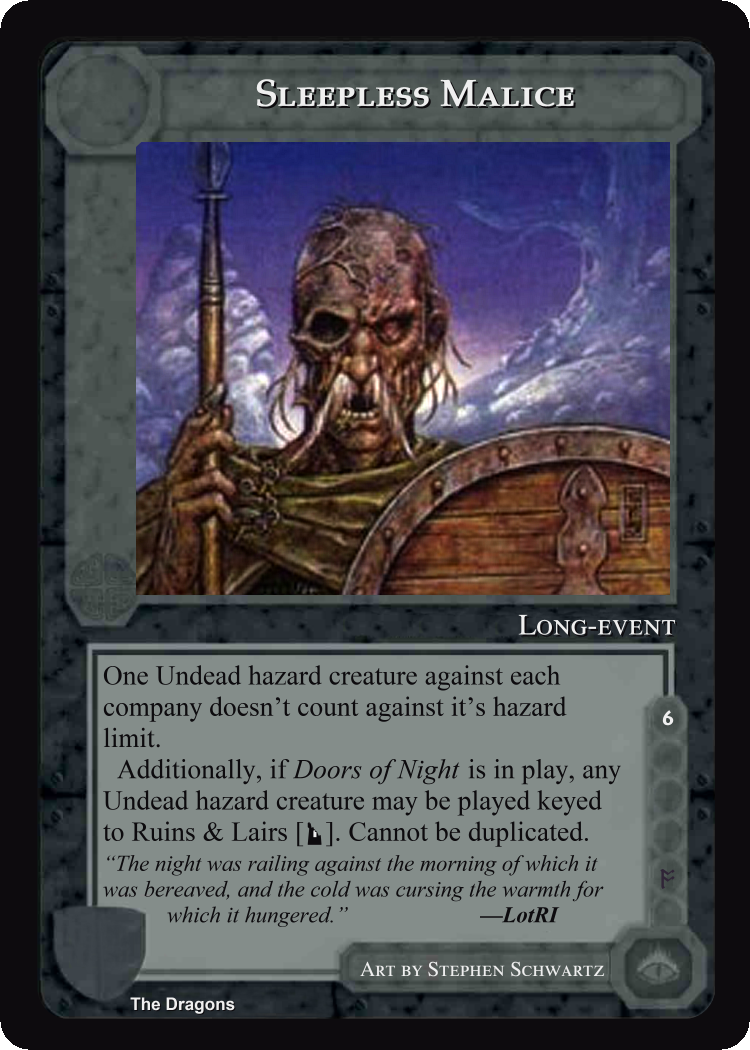 Sleepless Malice
Long-event
One Undead hazard creature against each
company doesn't count against it's hazard
limit.
Additionally, if Doors of Night is in play, any
Undead hazard creature may be played keyed
to Ruins & Lairs [ ]. Cannot be duplicated.
6
"The night was railing against the morning of which it
was bereaved, and the cold was cursing the warmth for
which it hungered." —LotRI
Art by Stephen Schwartz
The Dragons